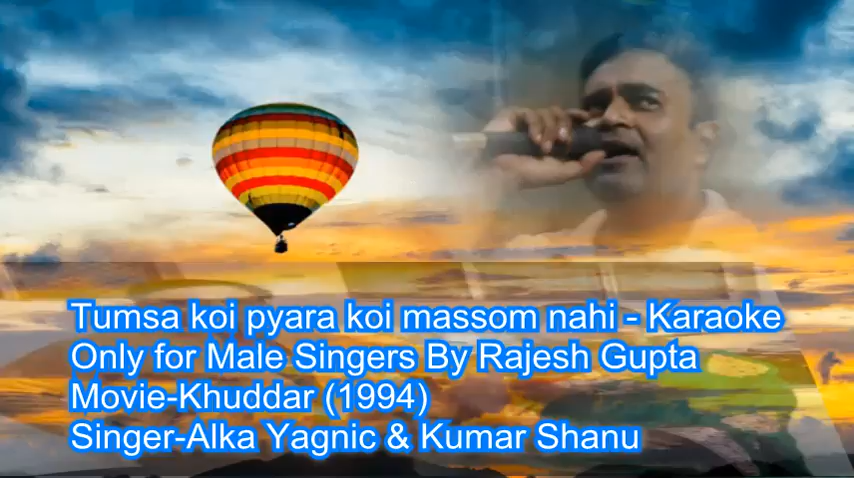 Tumsa koi pyara koi massom nahi - Karaoke
Only for Male Singers By Rajesh Gupta
Movie-Khuddar (1994)
Singer-Alka Yagnic & Kumar Shanu